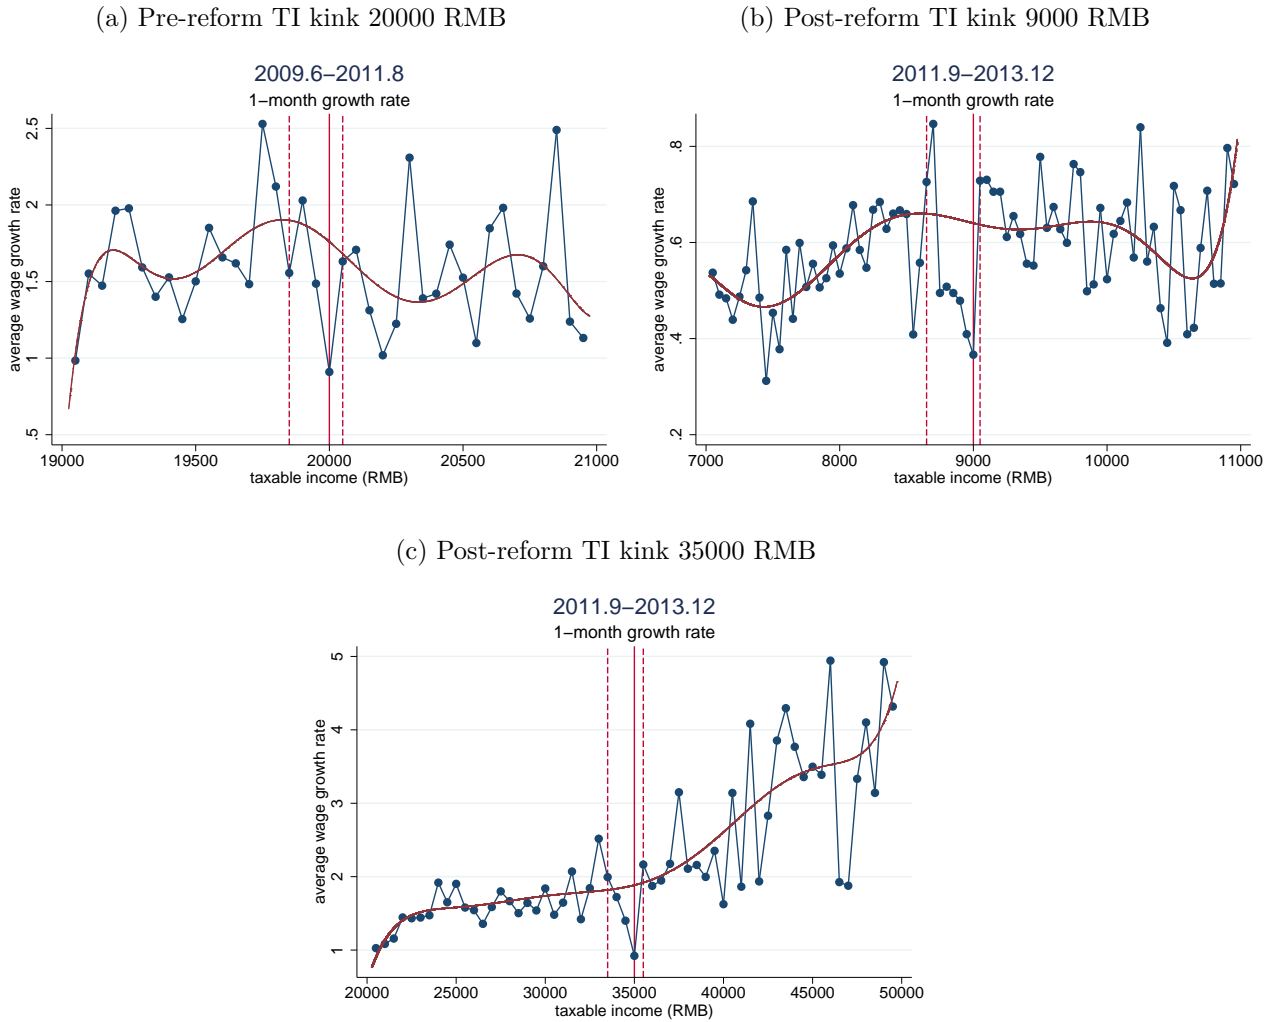 (a) Pre-reform TI kink 20000 RMB
2009.6–2011.8
1–month growth rate
average wage growth rate
2.5
2
1.5
1
.5
19000 19500 20000 20500 21000
taxable income (RMB)
(b) Post-reform TI kink 9000 RMB
2011.9–2013.12
1–month growth rate
average wage growth rate
.8
.6
.4
.2
7000 8000 9000 10000 11000
taxable income (RMB)
(c) Post-reform TI kink 35000 RMB
2011.9–2013.12
1–month growth rate
average wage growth rate
5
4
3
2
1
20000 25000 30000 35000 40000 45000 50000
taxable income (RMB)